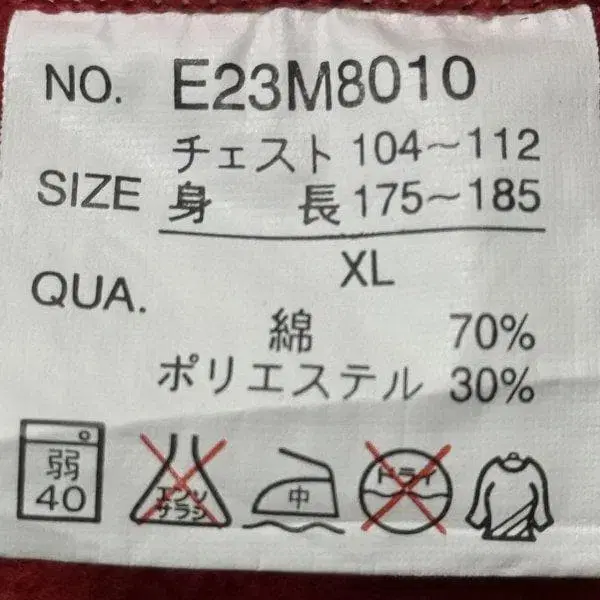 NO. E23M8010
チェスト 104～112
SIZE 身 長 175～185
XL
QUA.
綿 70%
ポリエステル 30%
弱
40
エンソ
サラシ
中
ドライ